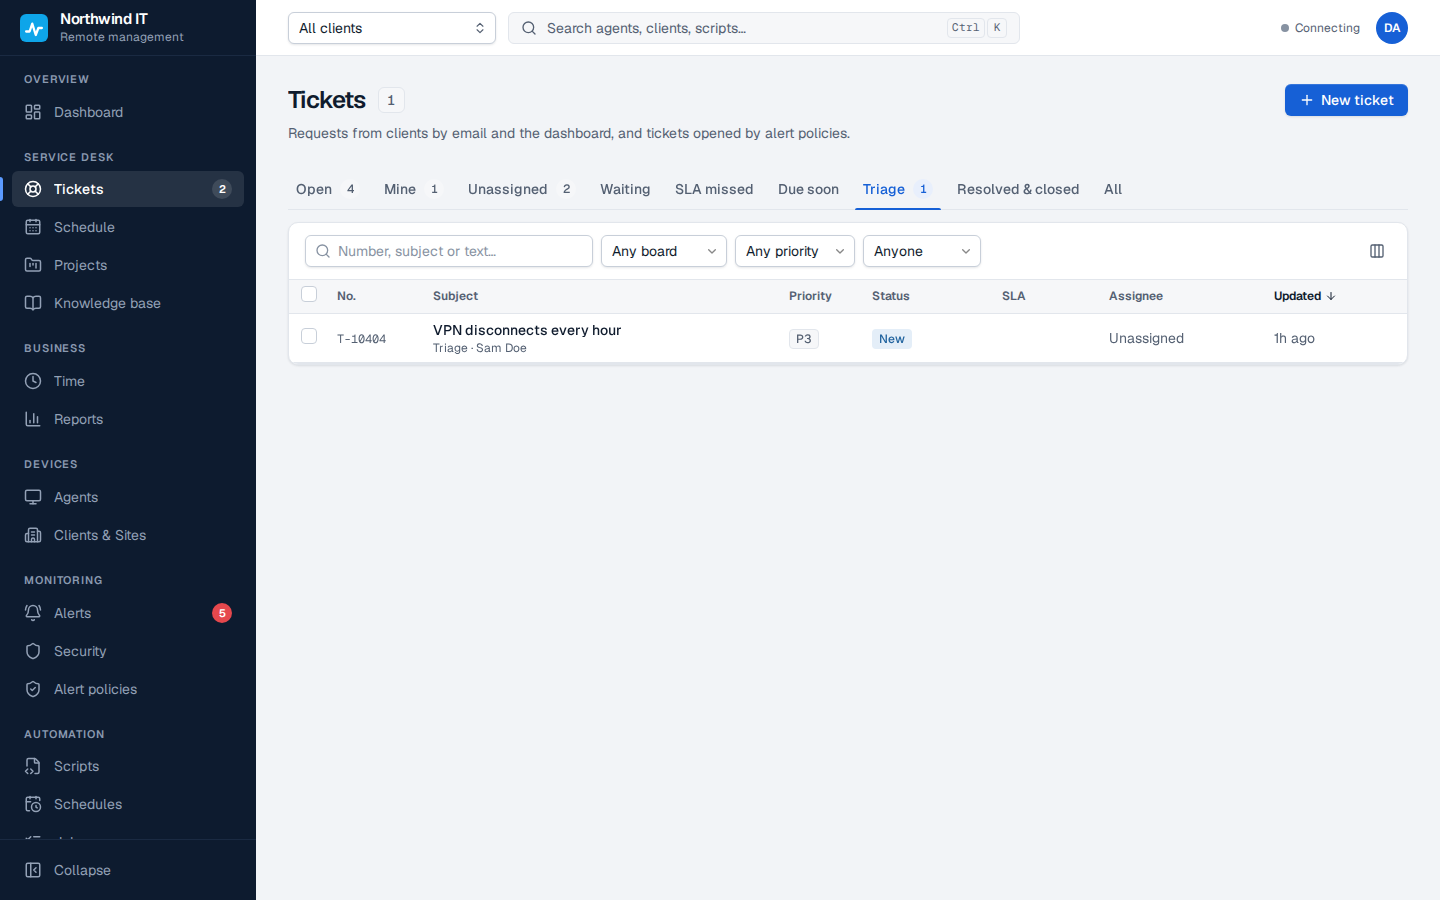 Northwind IT
Remote management
All clients
Search agents, clients, scripts...
Ctrl K
Connecting
DA
OVERVIEW
Dashboard
SERVICE DESK
Tickets 2
Schedule
Projects
Knowledge base
BUSINESS
Time
Reports
DEVICES
Agents
Clients & Sites
MONITORING
Alerts 5
Security
Alert policies
AUTOMATION
Scripts
Schedules
Collapse
Tickets 1
New ticket
Requests from clients by email and the dashboard, and tickets opened by alert policies.
Open 4 Mine 1 Unassigned 2 Waiting SLA missed Due soon Triage 1 Resolved & closed All
Number, subject or text... Any board Any priority Anyone
No. Subject Priority Status SLA Assignee Updated ↓
T-10404 VPN disconnects every hour P3 New Unassigned 1h ago
Triage · Sam Doe